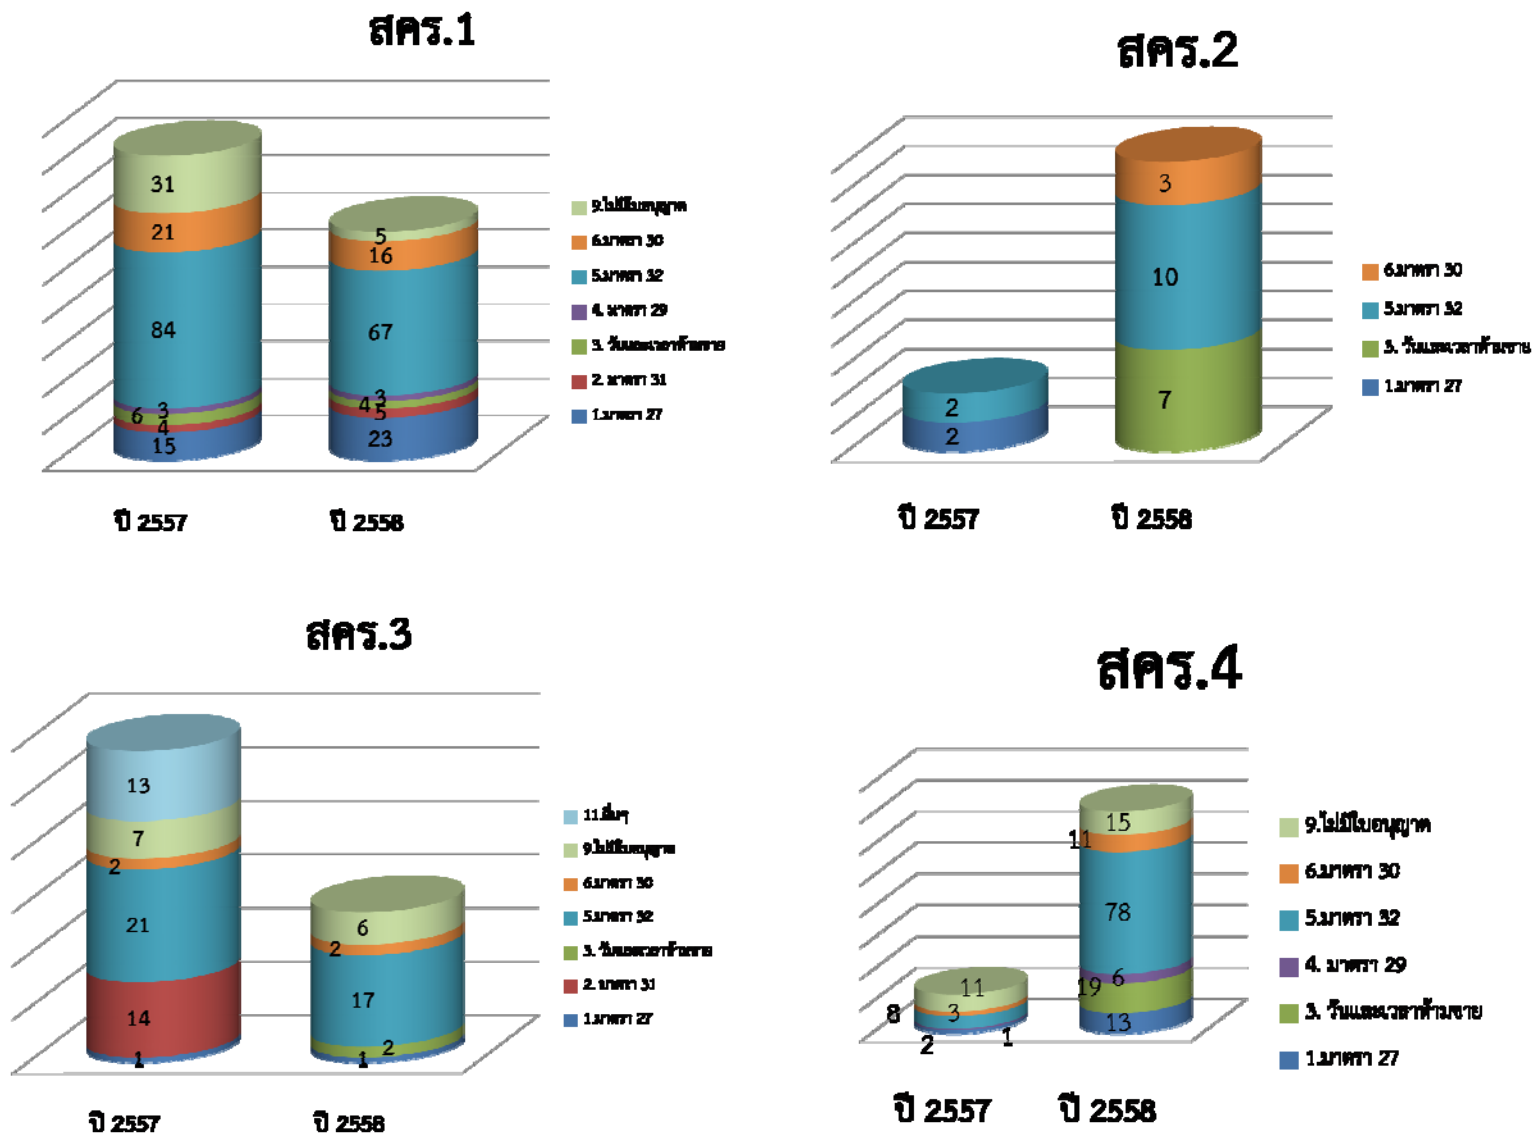 สคร.1
31
21
84
3
6
4
15
5
16
67
3
4
5
23
9.ไม่มีใบอนุญาต
6.มาตรา 30
5.มาตรา 32
4. มาตรา 29
3. วันและเวลาห้ามขาย
2. มาตรา 31
1.มาตรา 27
ปี 2557
ปี 2558
สคร.2
2
2
3
10
7
6.มาตรา 30
5.มาตรา 32
3. วันและเวลาห้ามขาย
1.มาตรา 27
ปี 2557
ปี 2558
สคร.3
13
7
2
21
14
1
6
2
17
2
1
11.อื่นๆ
9.ไม่มีใบอนุญาต
6.มาตรา 30
5.มาตรา 32
3. วันและเวลาห้ามขาย
2. มาตรา 31
1.มาตรา 27
ปี 2557
ปี 2558
สคร.4
11
3
8
1
2
15
11
78
6
19
13
9.ไม่มีใบอนุญาต
6.มาตรา 30
5.มาตรา 32
4. มาตรา 29
3. วันและเวลาห้ามขาย
1.มาตรา 27
ปี 2557
ปี 2558